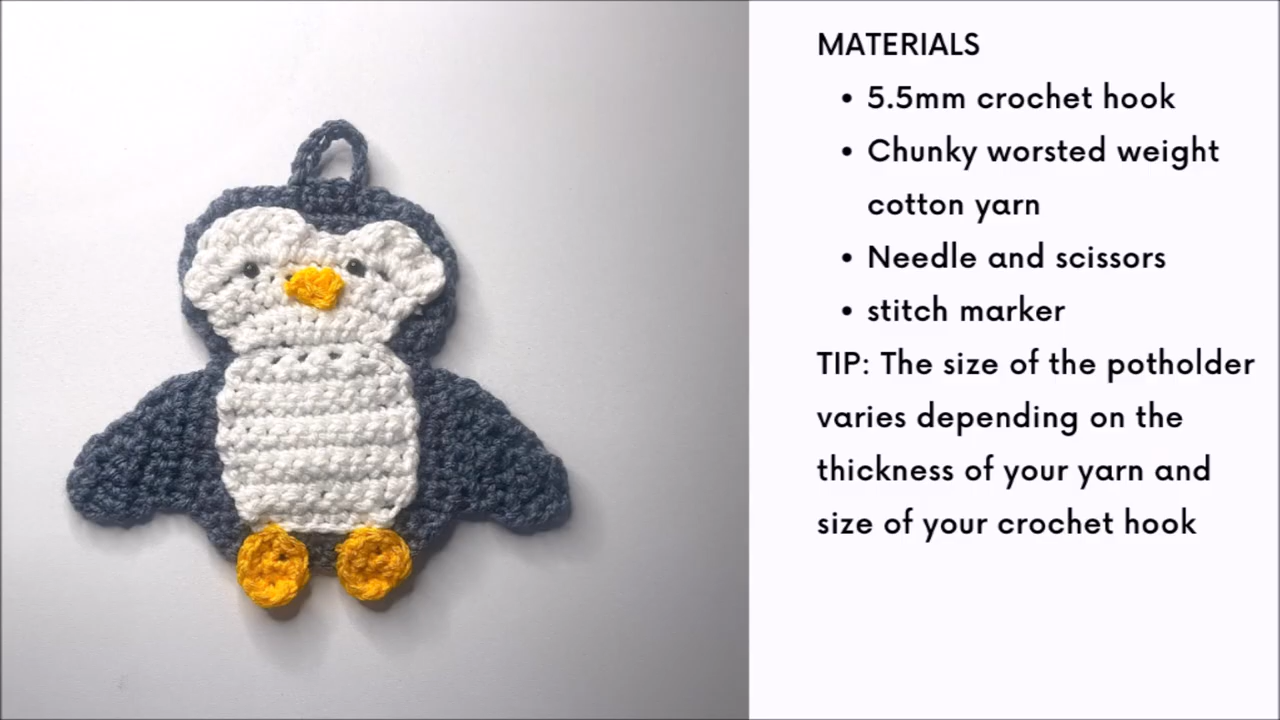 MATERIALS
• 5.5mm crochet hook
• Chunky worsted weight
cotton yarn
• Needle and scissors
• stitch marker
TIP: The size of the potholder
varies depending on the
thickness of your yarn and
size of your crochet hook